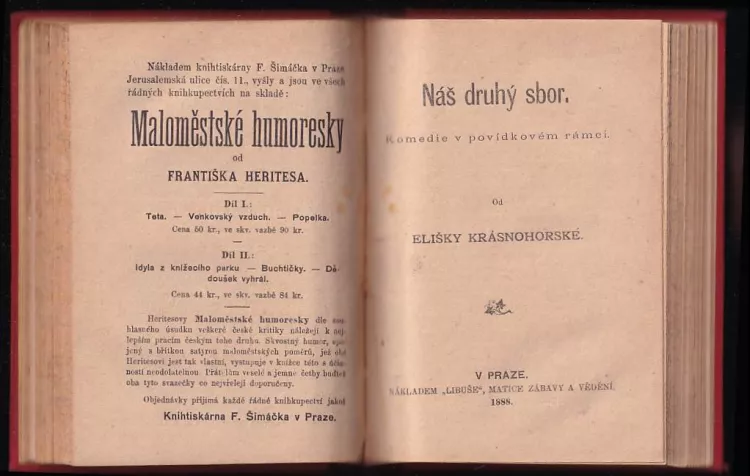 Nákladem knihtiskárny F. Šimáčka v Praze
Jerusalemská ulice čís. 11., vyšly a jsou ve všech
řádných knihkupectvích na skladě:
Maloměstské humoresky
od
FRANTIŠKA HERITESA.
Díl I.:
Teta. — Venkovský vzduch. — Popelka.
Cena 50 kr., ve skv. vazbě 90 kr.
Díl II.:
Idyla z knížecího parku — Buchtičky. — Dě-
doušek vyhrál.
Cena 44 kr., ve skv. vazbě 84 kr.
Heritesovy Maloměstské humoresky dle
hlasného úsudku veškeré české kritiky náležejí k nej-
lepším pracím českým toho druhu. Skvostný humor,
jený s břitkou satyrou maloměstských poměrů, jež
Heritesovi jest tak vlastní, vystupuje v knížce této s
ností neodolatelnou. Přátelům veselé a jemné četby buďtež
oba tyto svazečky co nejvřeleji doporučeny.
Objednávky přijímá každé řádné knihkupectví jakož
Knihtiskárna F. Šimáčka v Praze.
Náš druhý sbor.
Komedie v povídkovém rámci.
Od
ELIŠKY KRÁSNOHORSKÉ.
V PRAZE.
NÁKLADEM „LIBUŠE“, MATICE ZÁBAVY A VĚDĚNÍ.
1888.